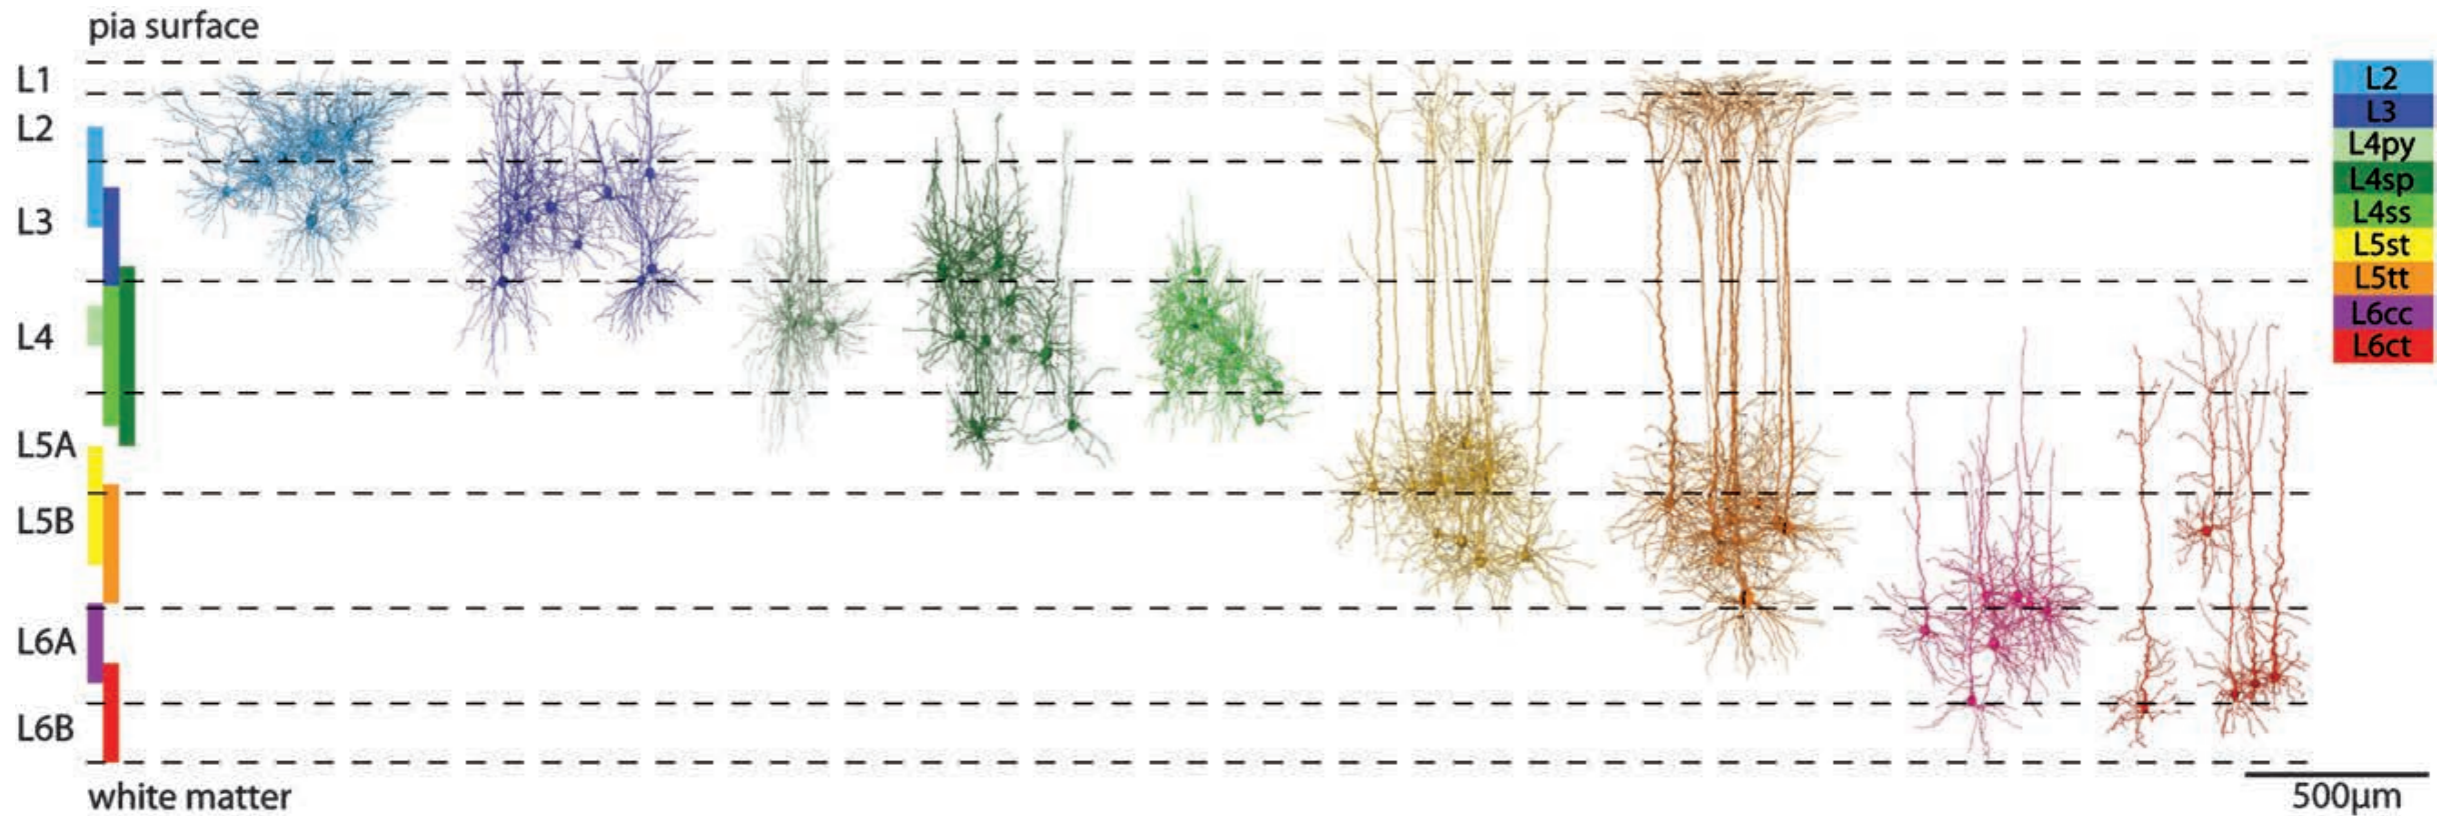 pia surface
L1
L2
L3
L4
L5A
L5B
L6A
L6B
white matter
L2
L3
L4py
L4sp
L4ss
L5st
L5tt
L6cc
L6ct
500μm